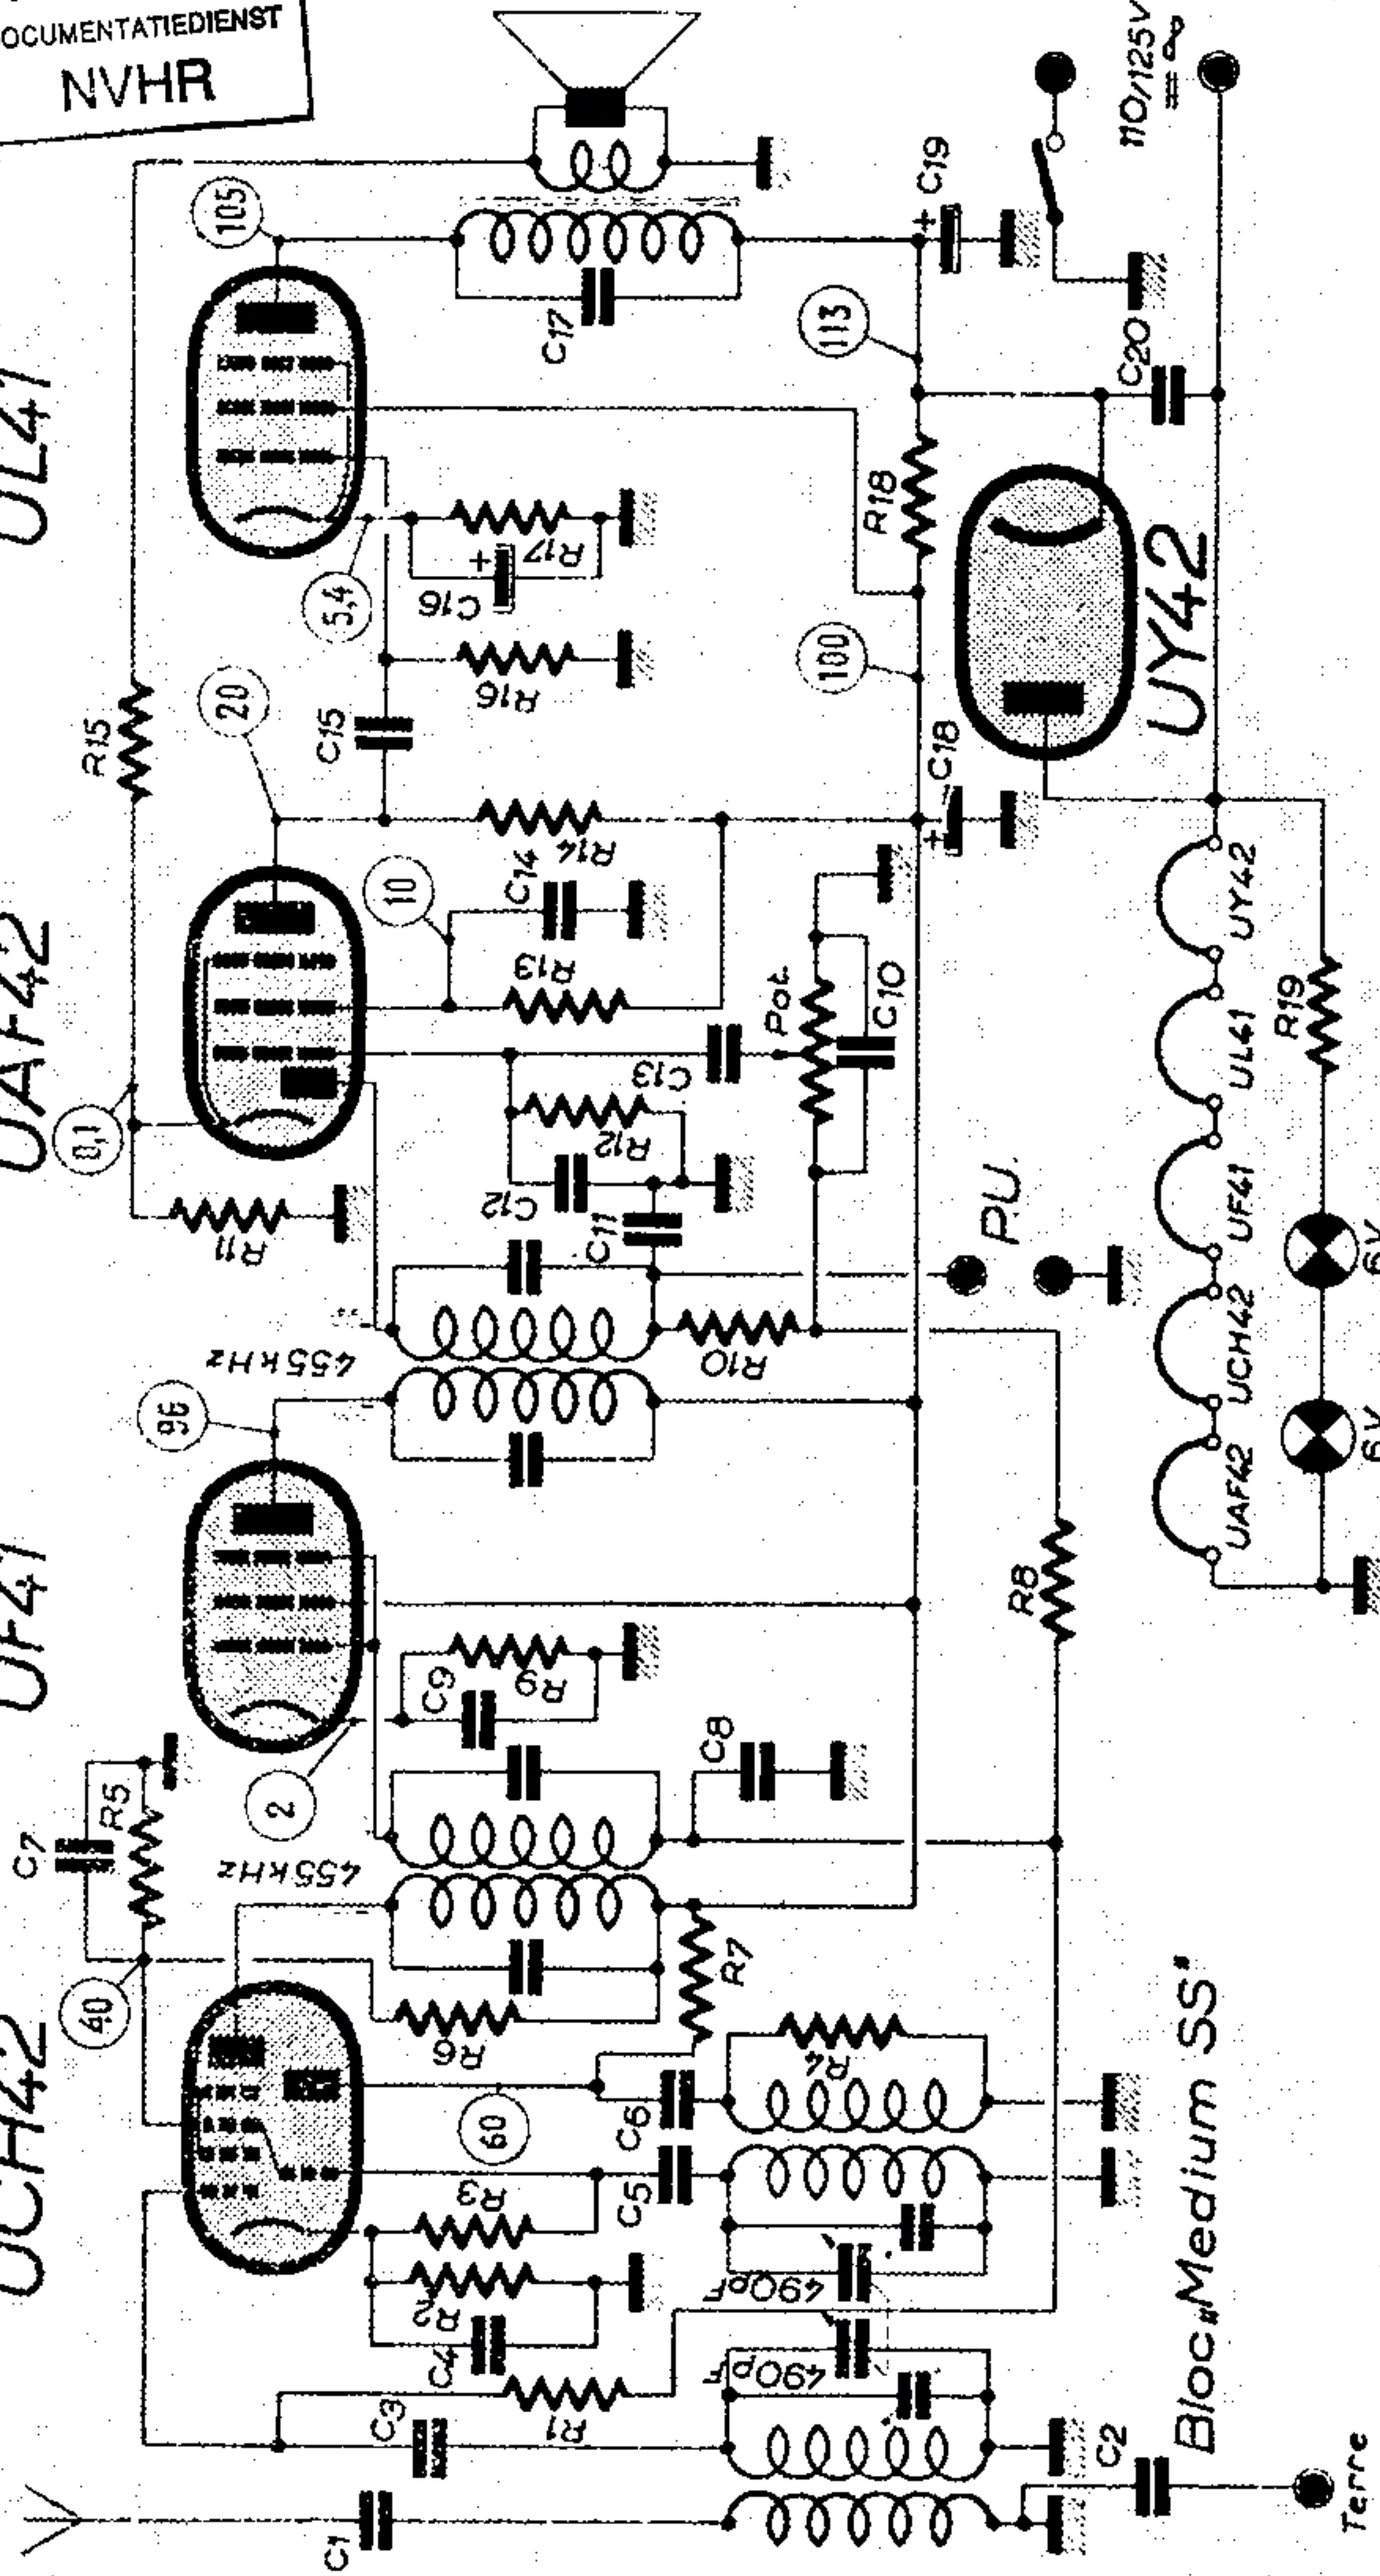 DOCUMENTATIEDIENST
NVHR
UCH42
UF41
UAF42
UL41
C7
R5
40
2
96
0,1
R15
20
105
455kHz
455kHz
R11
10
5,4
C1
C3
C4
R2
R3
R1
60
R6
C9
R9
C12
R12
C11
R13
C14
C13
C15
R16
C16
R17
C17
490pF
490pF
C5
C6
R4
R7
C8
R10
Pot.
C10
100
R18
113
C18
C19
P.U.
R8
UY42
C20
110/125V
C2
Terre
Bloc „Medium SS"
UAF42
UCH42
UF41
UL41
UY42
R14
R19
6V
6V